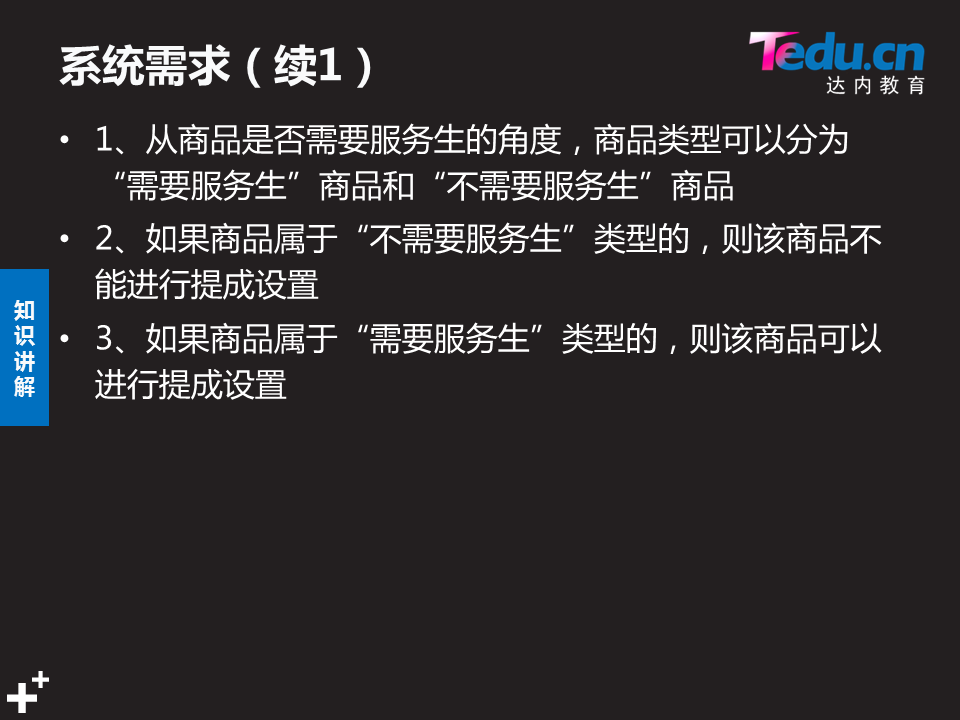 系统需求（续1）
Tedu.cn
达内教育
• 1、从商品是否需要服务生的角度，商品类型可以分为
“需要服务生”商品和“不需要服务生”商品
• 2、如果商品属于“不需要服务生”类型的，则该商品不
能进行提成设置
• 3、如果商品属于“需要服务生”类型的，则该商品可以
进行提成设置
知
识
讲
解